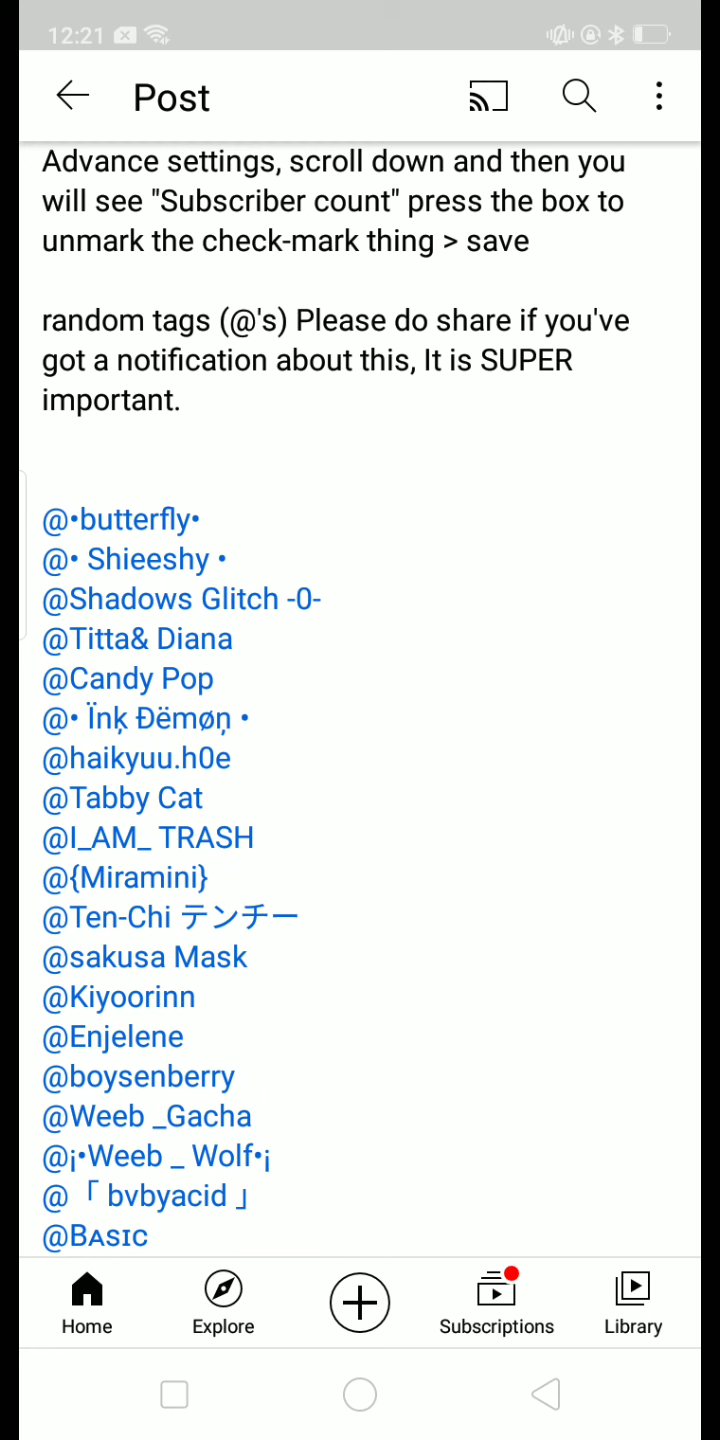 12:21
Post
Advance settings, scroll down and then you
will see "Subscriber count" press the box to
unmark the check-mark thing > save
random tags (@'s) Please do share if you've
got a notification about this, It is SUPER
important.
@•butterfly•
@• Shieeshy •
@Shadows Glitch -0-
@Titta& Diana
@Candy Pop
@• Ïnķ Đëmøņ •
@haikyuu.h0e
@Tabby Cat
@I_AM_ TRASH
@{Miramini}
@Ten-Chi テンチー
@sakusa Mask
@Kiyoorinn
@Enjelene
@boysenberry
@Weeb _Gacha
@¡•Weeb _ Wolf•¡
@「 bvbyacid 」
@Bᴀsɪᴄ
Home Explore Subscriptions Library